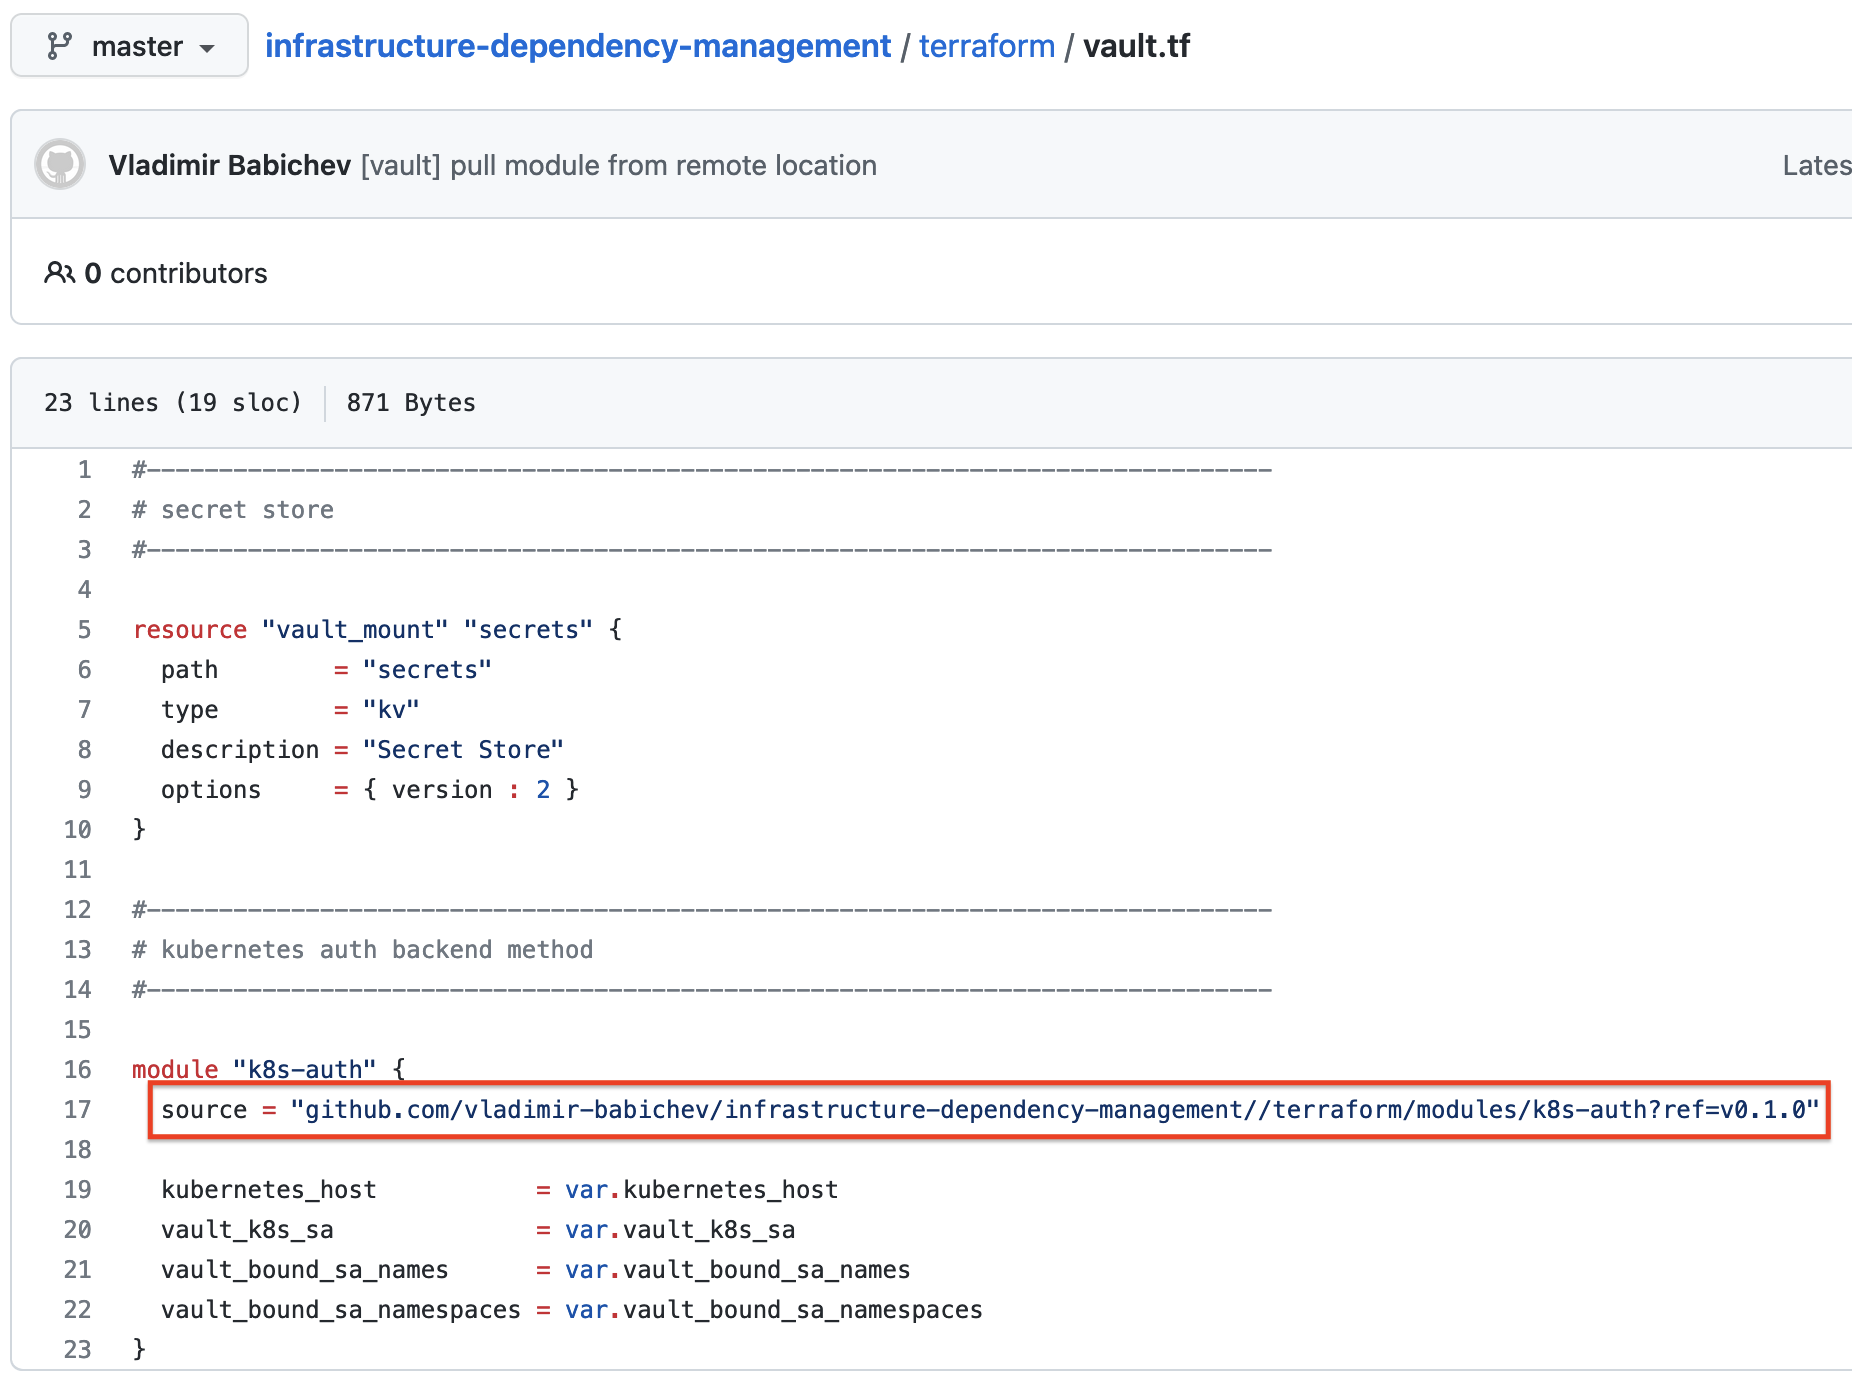 master infrastructure-dependency-management / terraform / vault.tf
Vladimir Babichev [vault] pull module from remote location Lates
0 contributors
23 lines (19 sloc) 871 Bytes
1 #------------------------------------------------------------------------------
2 # secret store
3 #------------------------------------------------------------------------------
4
5 resource "vault_mount" "secrets" {
6   path        = "secrets"
7   type        = "kv"
8   description = "Secret Store"
9   options     = { version : 2 }
10 }
11
12 #------------------------------------------------------------------------------
13 # kubernetes auth backend method
14 #------------------------------------------------------------------------------
15
16 module "k8s-auth" {
17   source = "github.com/vladimir-babichev/infrastructure-dependency-management//terraform/modules/k8s-auth?ref=v0.1.0"
18
19   kubernetes_host           = var.kubernetes_host
20   vault_k8s_sa              = var.vault_k8s_sa
21   vault_bound_sa_names      = var.vault_bound_sa_names
22   vault_bound_sa_namespaces = var.vault_bound_sa_namespaces
23 }